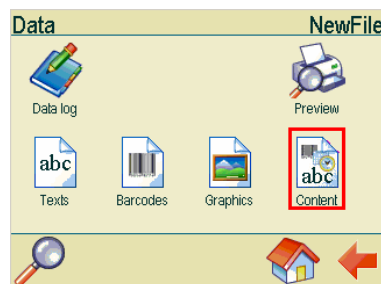 Data NewFile
Data log Preview
abc abc
Texts Barcodes Graphics Content